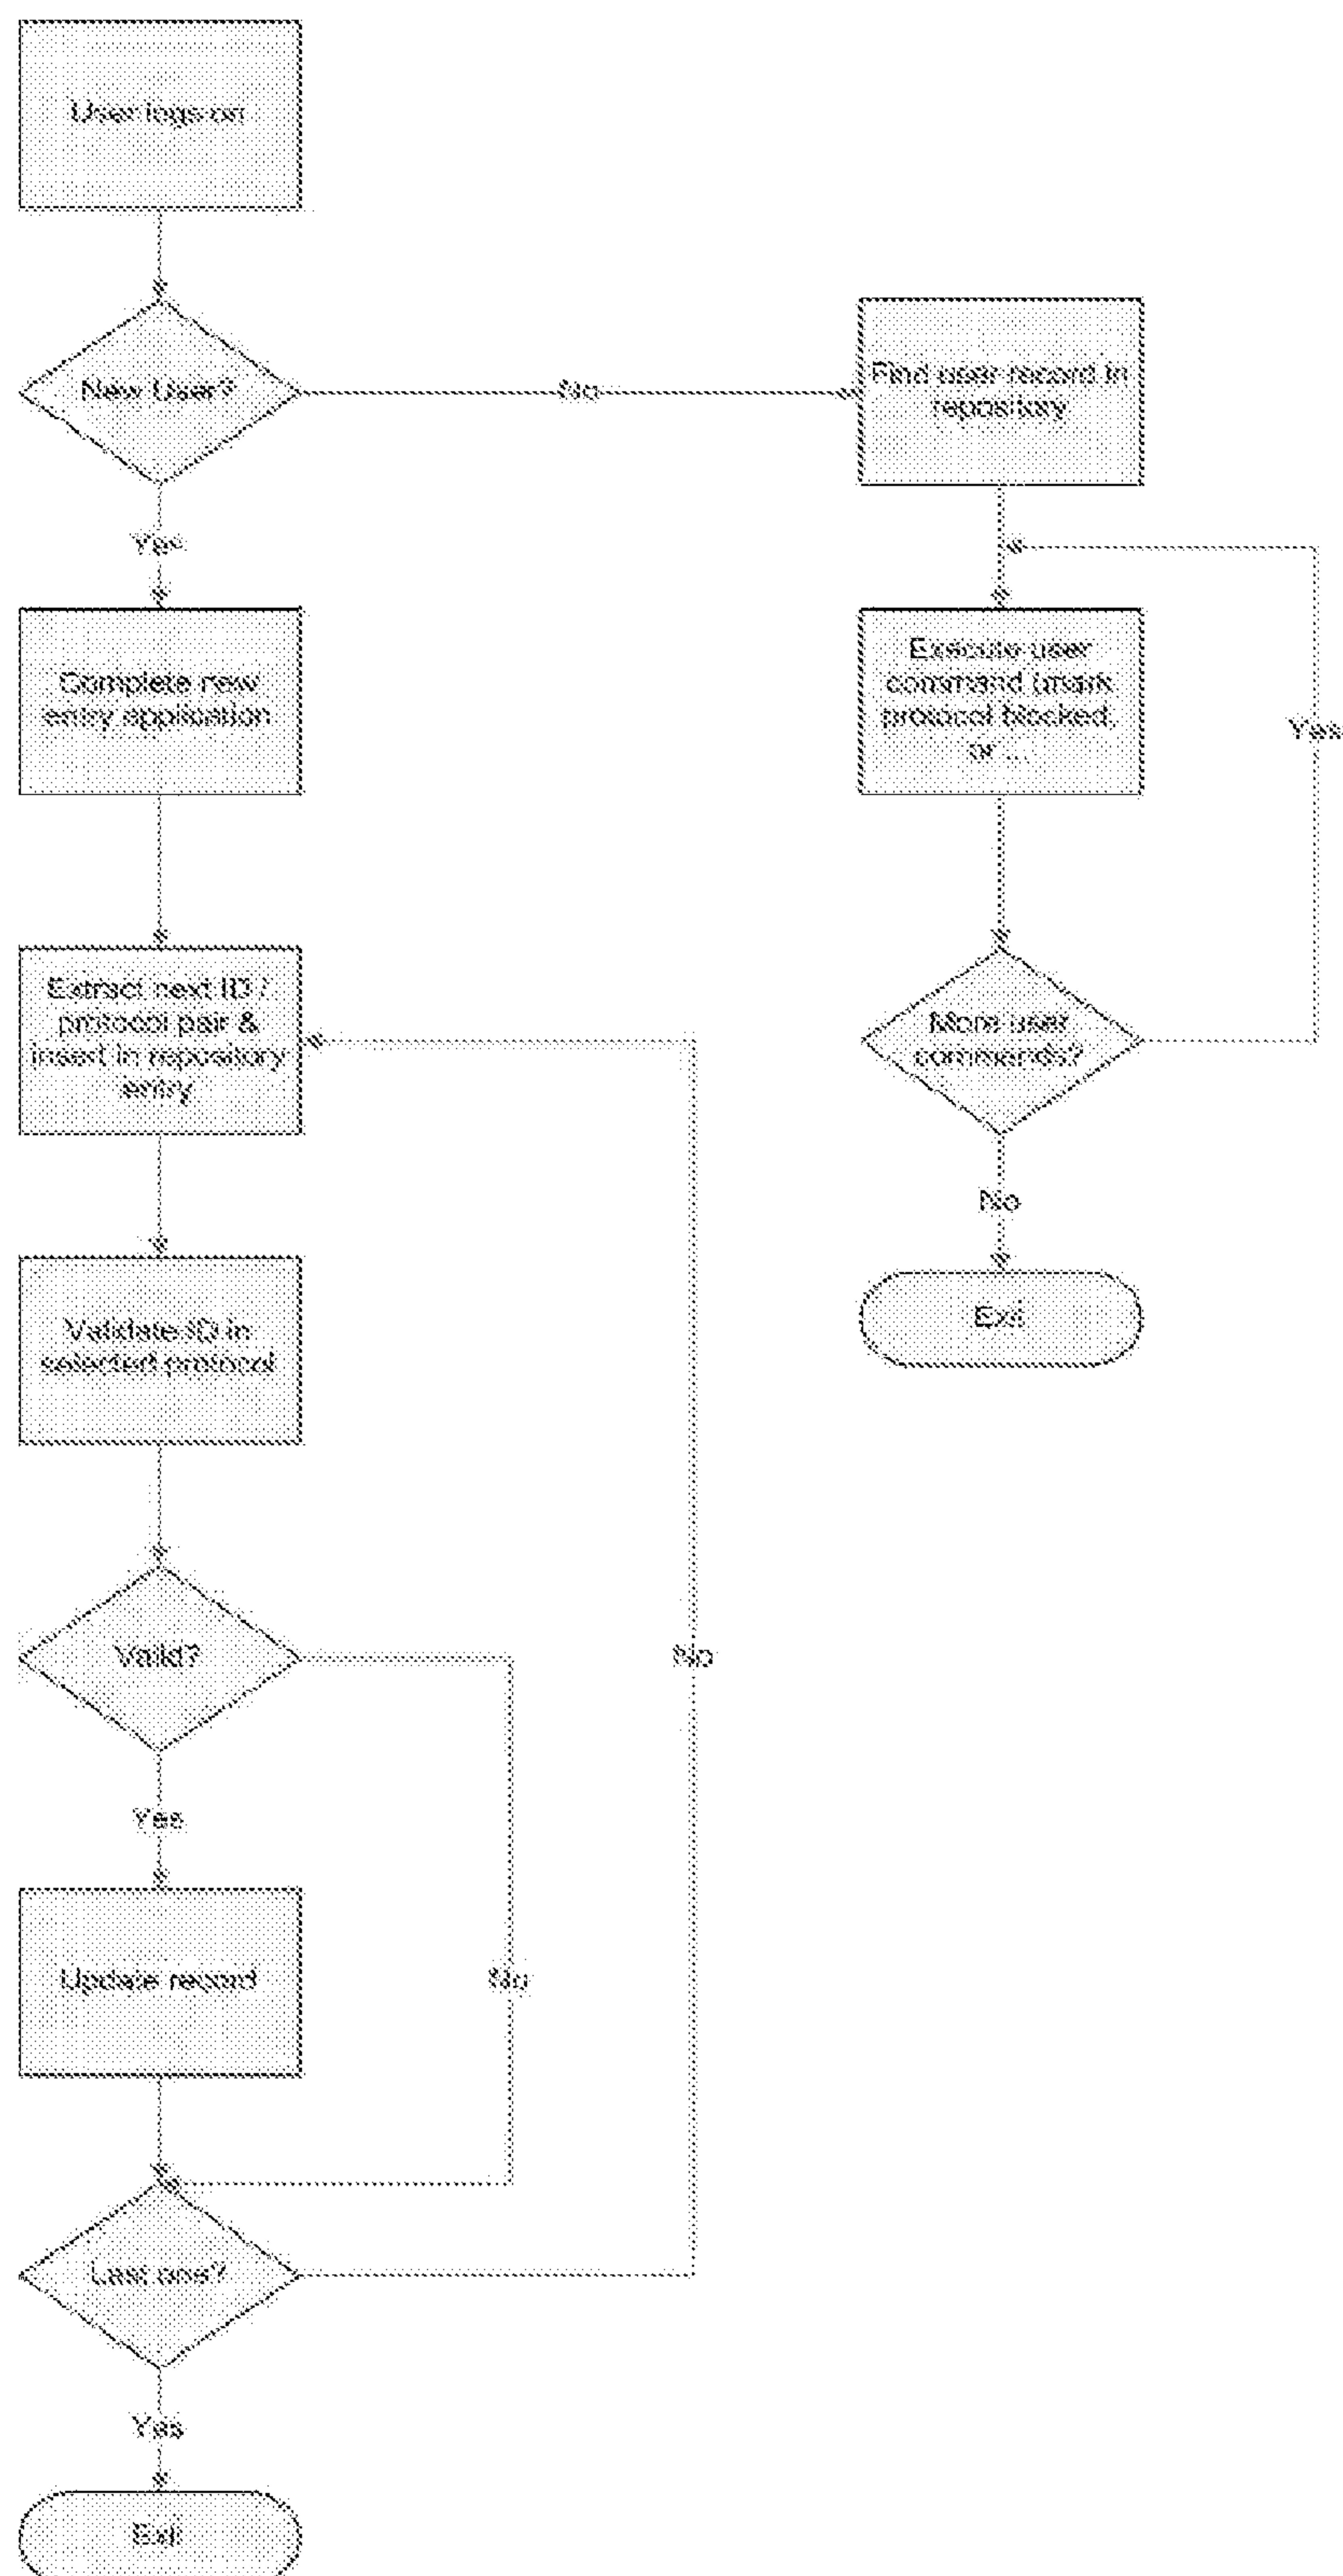 User logs on
New User?
No
Find user record in
repository
Yes
Complete new
entry application
Execute user
command (mark
protocol blocked,
or ...
Yes
Extract next ID /
protocol pair &
insert in repository
entry
More user
commands?
No
Validate ID in
selected protocol
Exit
Valid?
No
Yes
Update record
No
Last one?
Yes
Exit